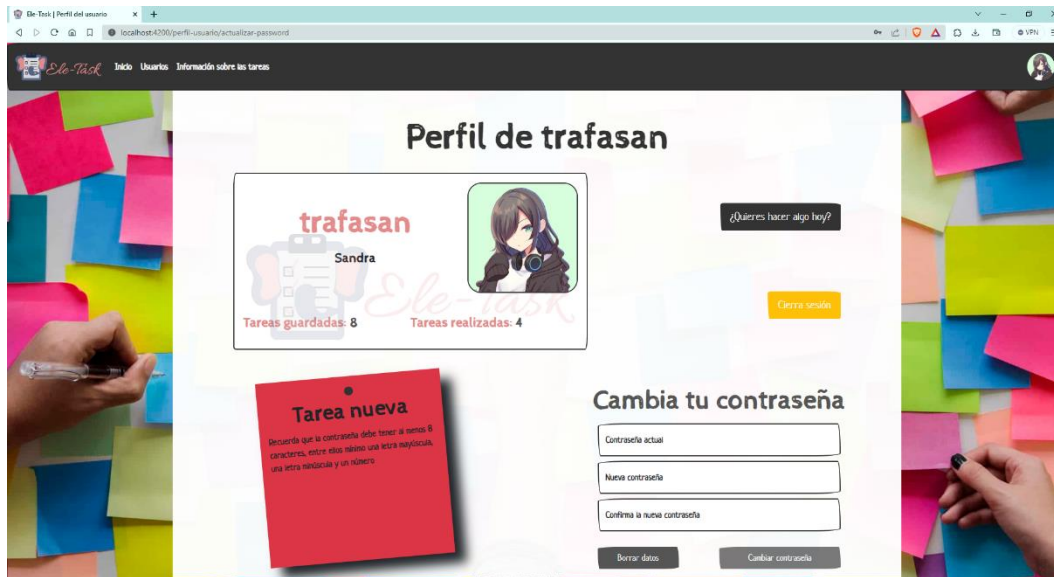 Ele-Task | Perfil del usuario
localhost:4200/perfil-usuario/actualizar-password
VPN
Ele-Task Inicio Usuarios Información sobre las tareas
Perfil de trafasan
trafasan
Sandra
Ele-Task
Tareas guardadas: 8 Tareas realizadas: 4
¿Quieres hacer algo hoy?
Cierra sesión
Tarea nueva
Recuerda que la contraseña debe tener al menos 8
caracteres, entre ellos mínimo una letra mayúscula,
una letra minúscula y un número
Cambia tu contraseña
Contraseña actual
Nueva contraseña
Confirma la nueva contraseña
Borrar datos Cambiar contraseña